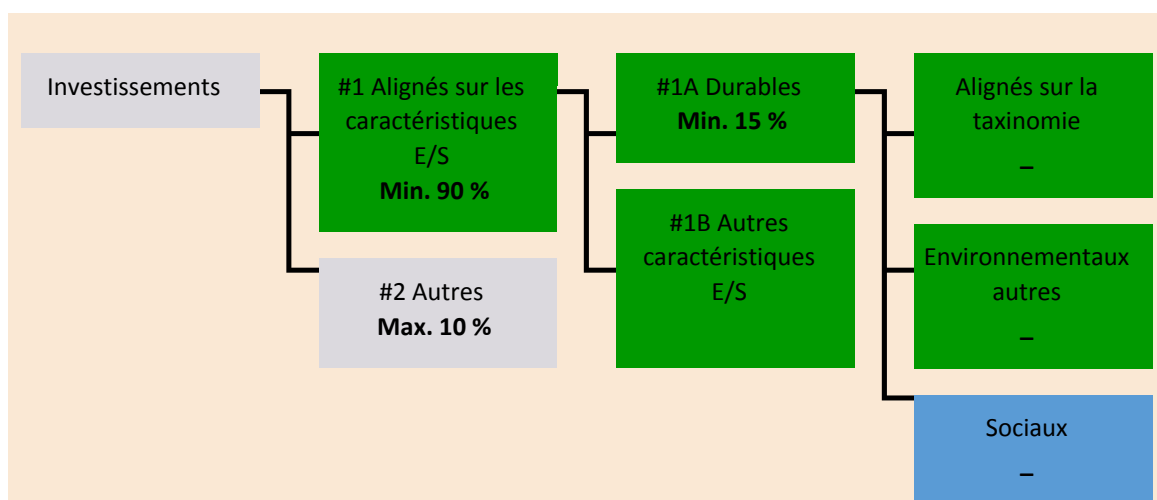 Investissements
#1 Alignés sur les
caractéristiques
E/S
Min. 90 %
#2 Autres
Max. 10 %
#1A Durables
Min. 15 %
#1B Autres
caractéristiques
E/S
Alignés sur la
taxinomie
–
Environnementaux
autres
–
Sociaux
–